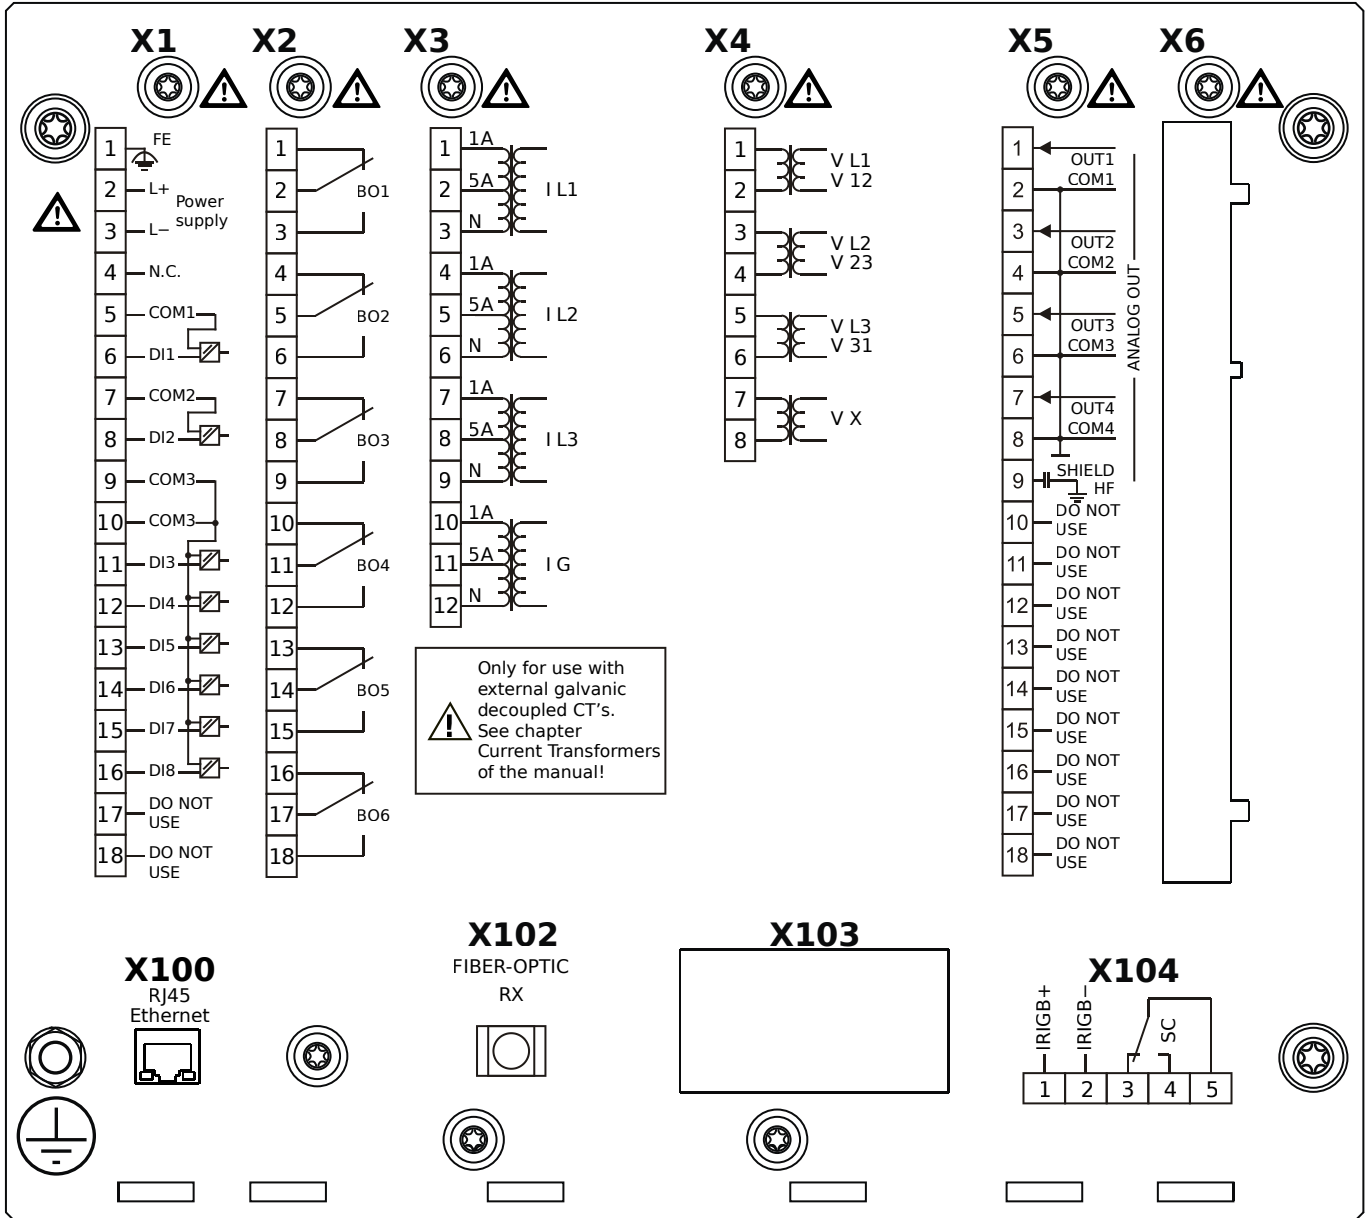 X1
X2
X3
X4
X5
X6
1 FE
2 L+
Power
supply
3 L−
4 N.C.
5 COM1
6 DI1
7 COM2
8 DI2
9 COM3
10 COM3
11 DI3
12 DI4
13 DI5
14 DI6
15 DI7
16 DI8
17 DO NOT
USE
18 DO NOT
USE
1
2 BO1
3
4
5 BO2
6
7
8 BO3
9
10
11 BO4
12
13
14 BO5
15
16
17 BO6
18
1 1A
2 5A I L1
3 N
4 1A
5 5A I L2
6 N
7 1A
8 5A I L3
9 N
10 1A
11 5A I G
12 N
Only for use with
external galvanic
decoupled CT's.
See chapter
Current Transformers
of the manual!
1 V L1
2 V 12
3 V L2
4 V 23
5 V L3
6 V 31
7 V X
8
1 OUT1
2 COM1
3 OUT2
4 COM2
5 OUT3
6 COM3
7 OUT4
8 COM4
ANALOG OUT
9 SHIELD
HF
10 DO NOT
USE
11 DO NOT
USE
12 DO NOT
USE
13 DO NOT
USE
14 DO NOT
USE
15 DO NOT
USE
16 DO NOT
USE
17 DO NOT
USE
18 DO NOT
USE
X100
RJ45
Ethernet
X102
FIBER-OPTIC
RX
X103
X104
IRIGB+
IRIGB−
SC
1 2 3 4 5